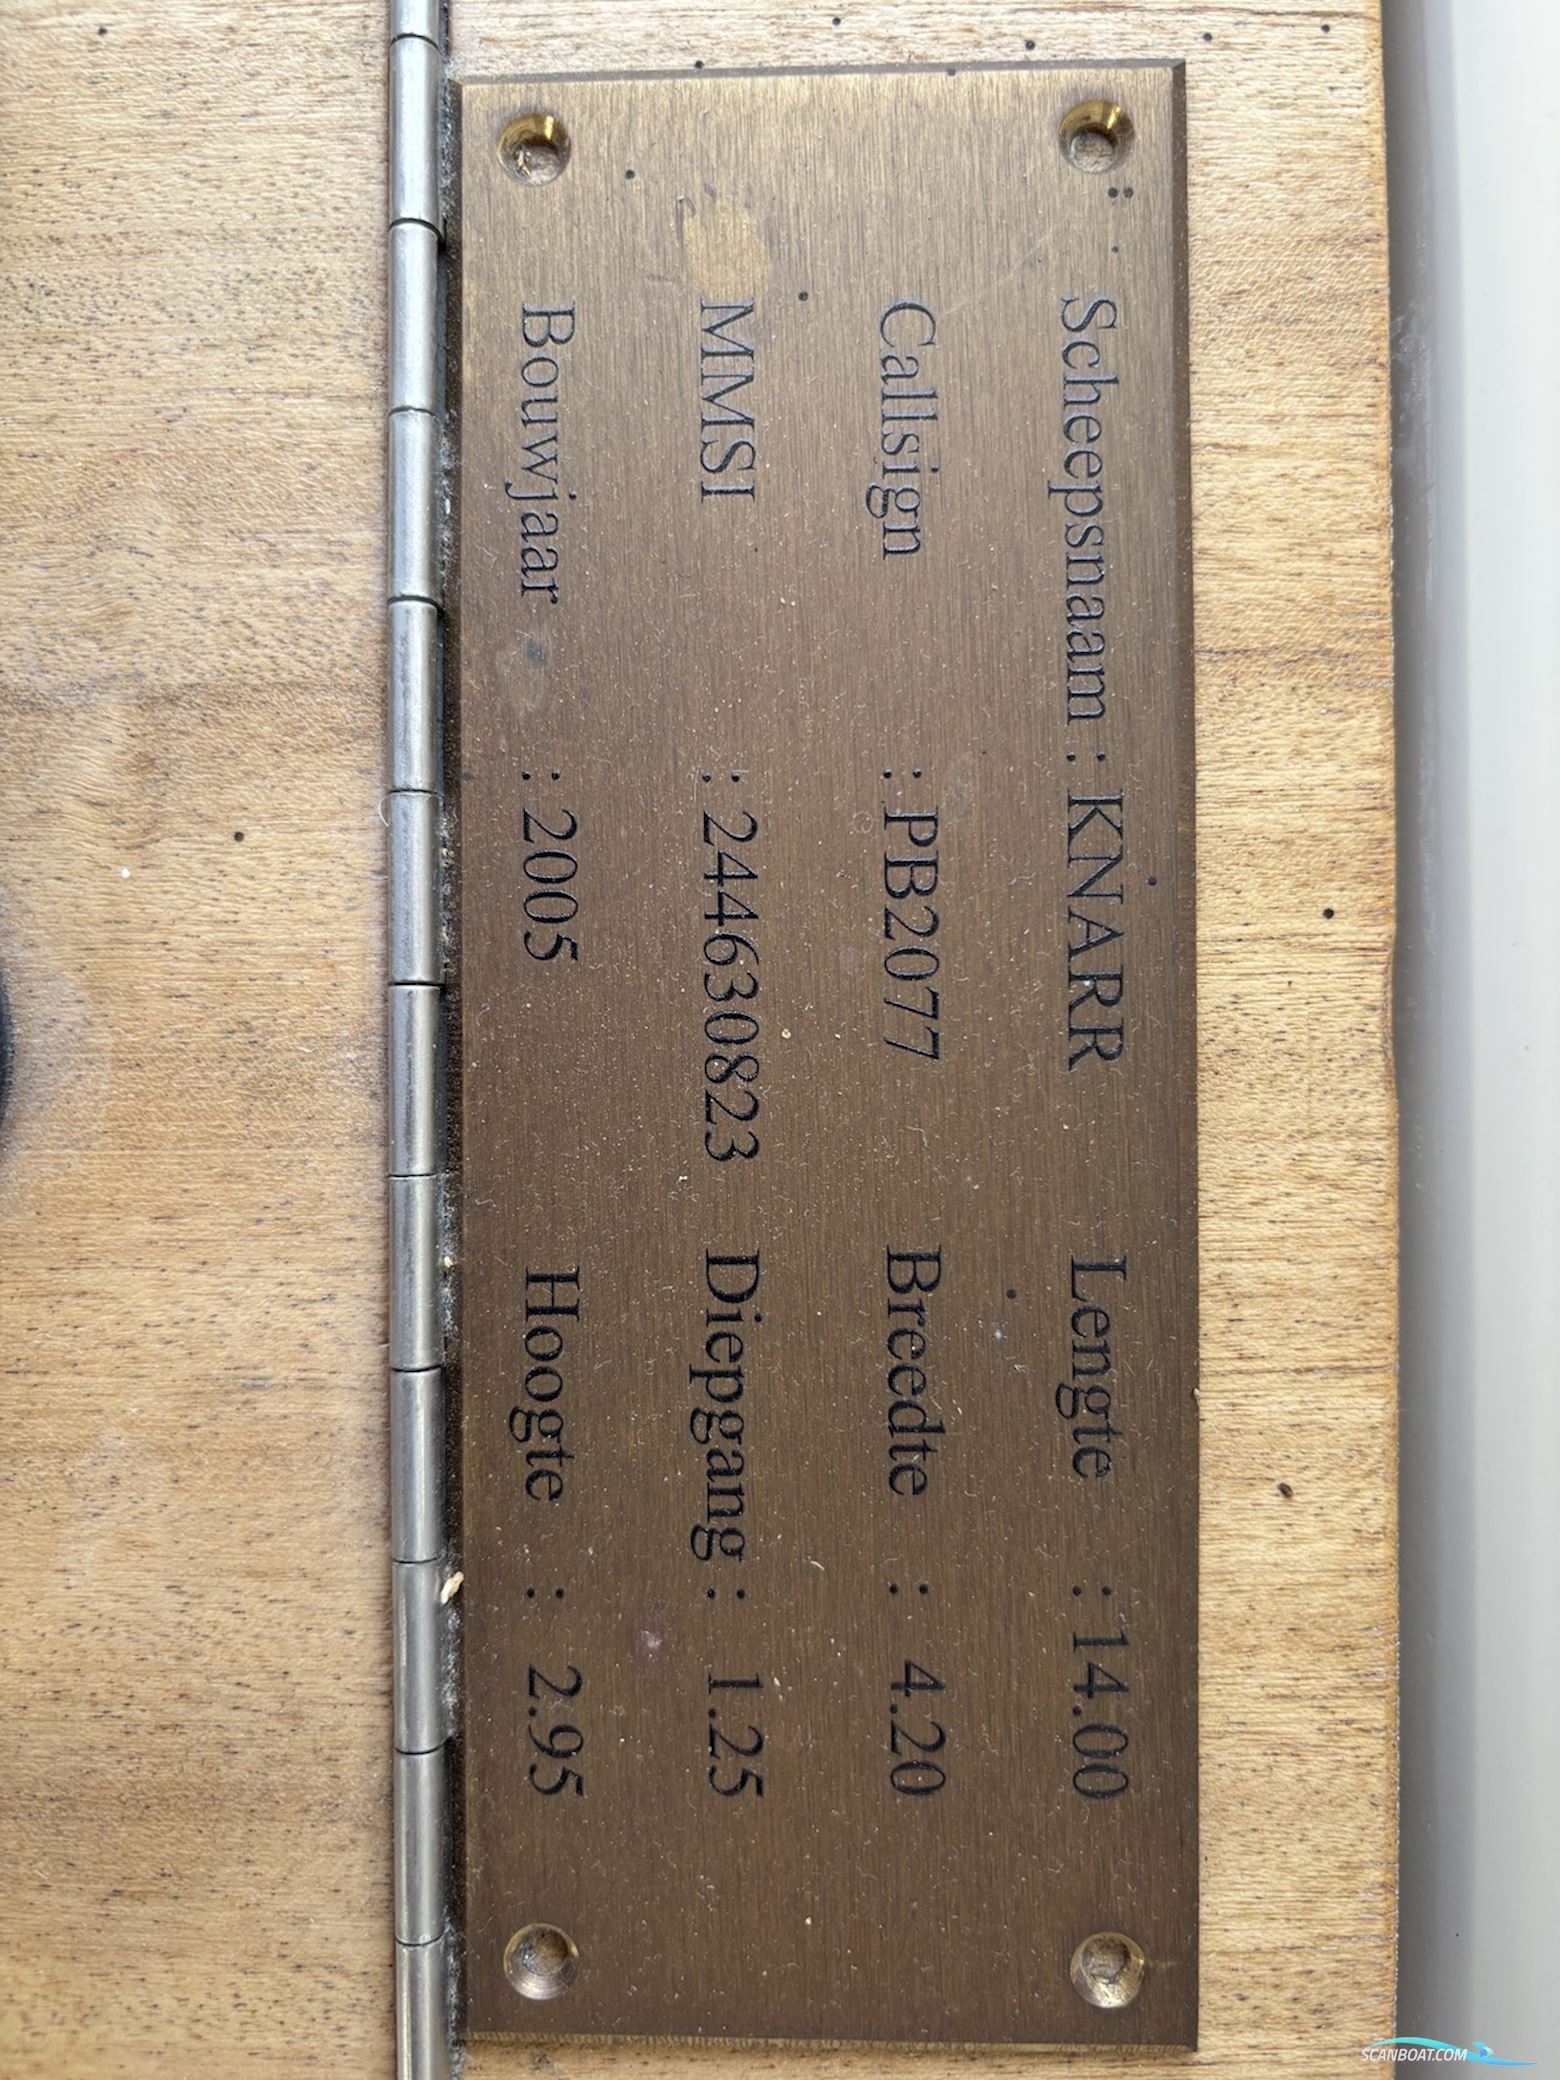 Scheepsnaam : KNARR Lengte : 14.00
Callsign : PB2077 Breedte : 4.20
MMSI : 244630823 Diepgang : 1.25
Bouwjaar : 2005 Hoogte : 2.95
SCANBOAT.COM